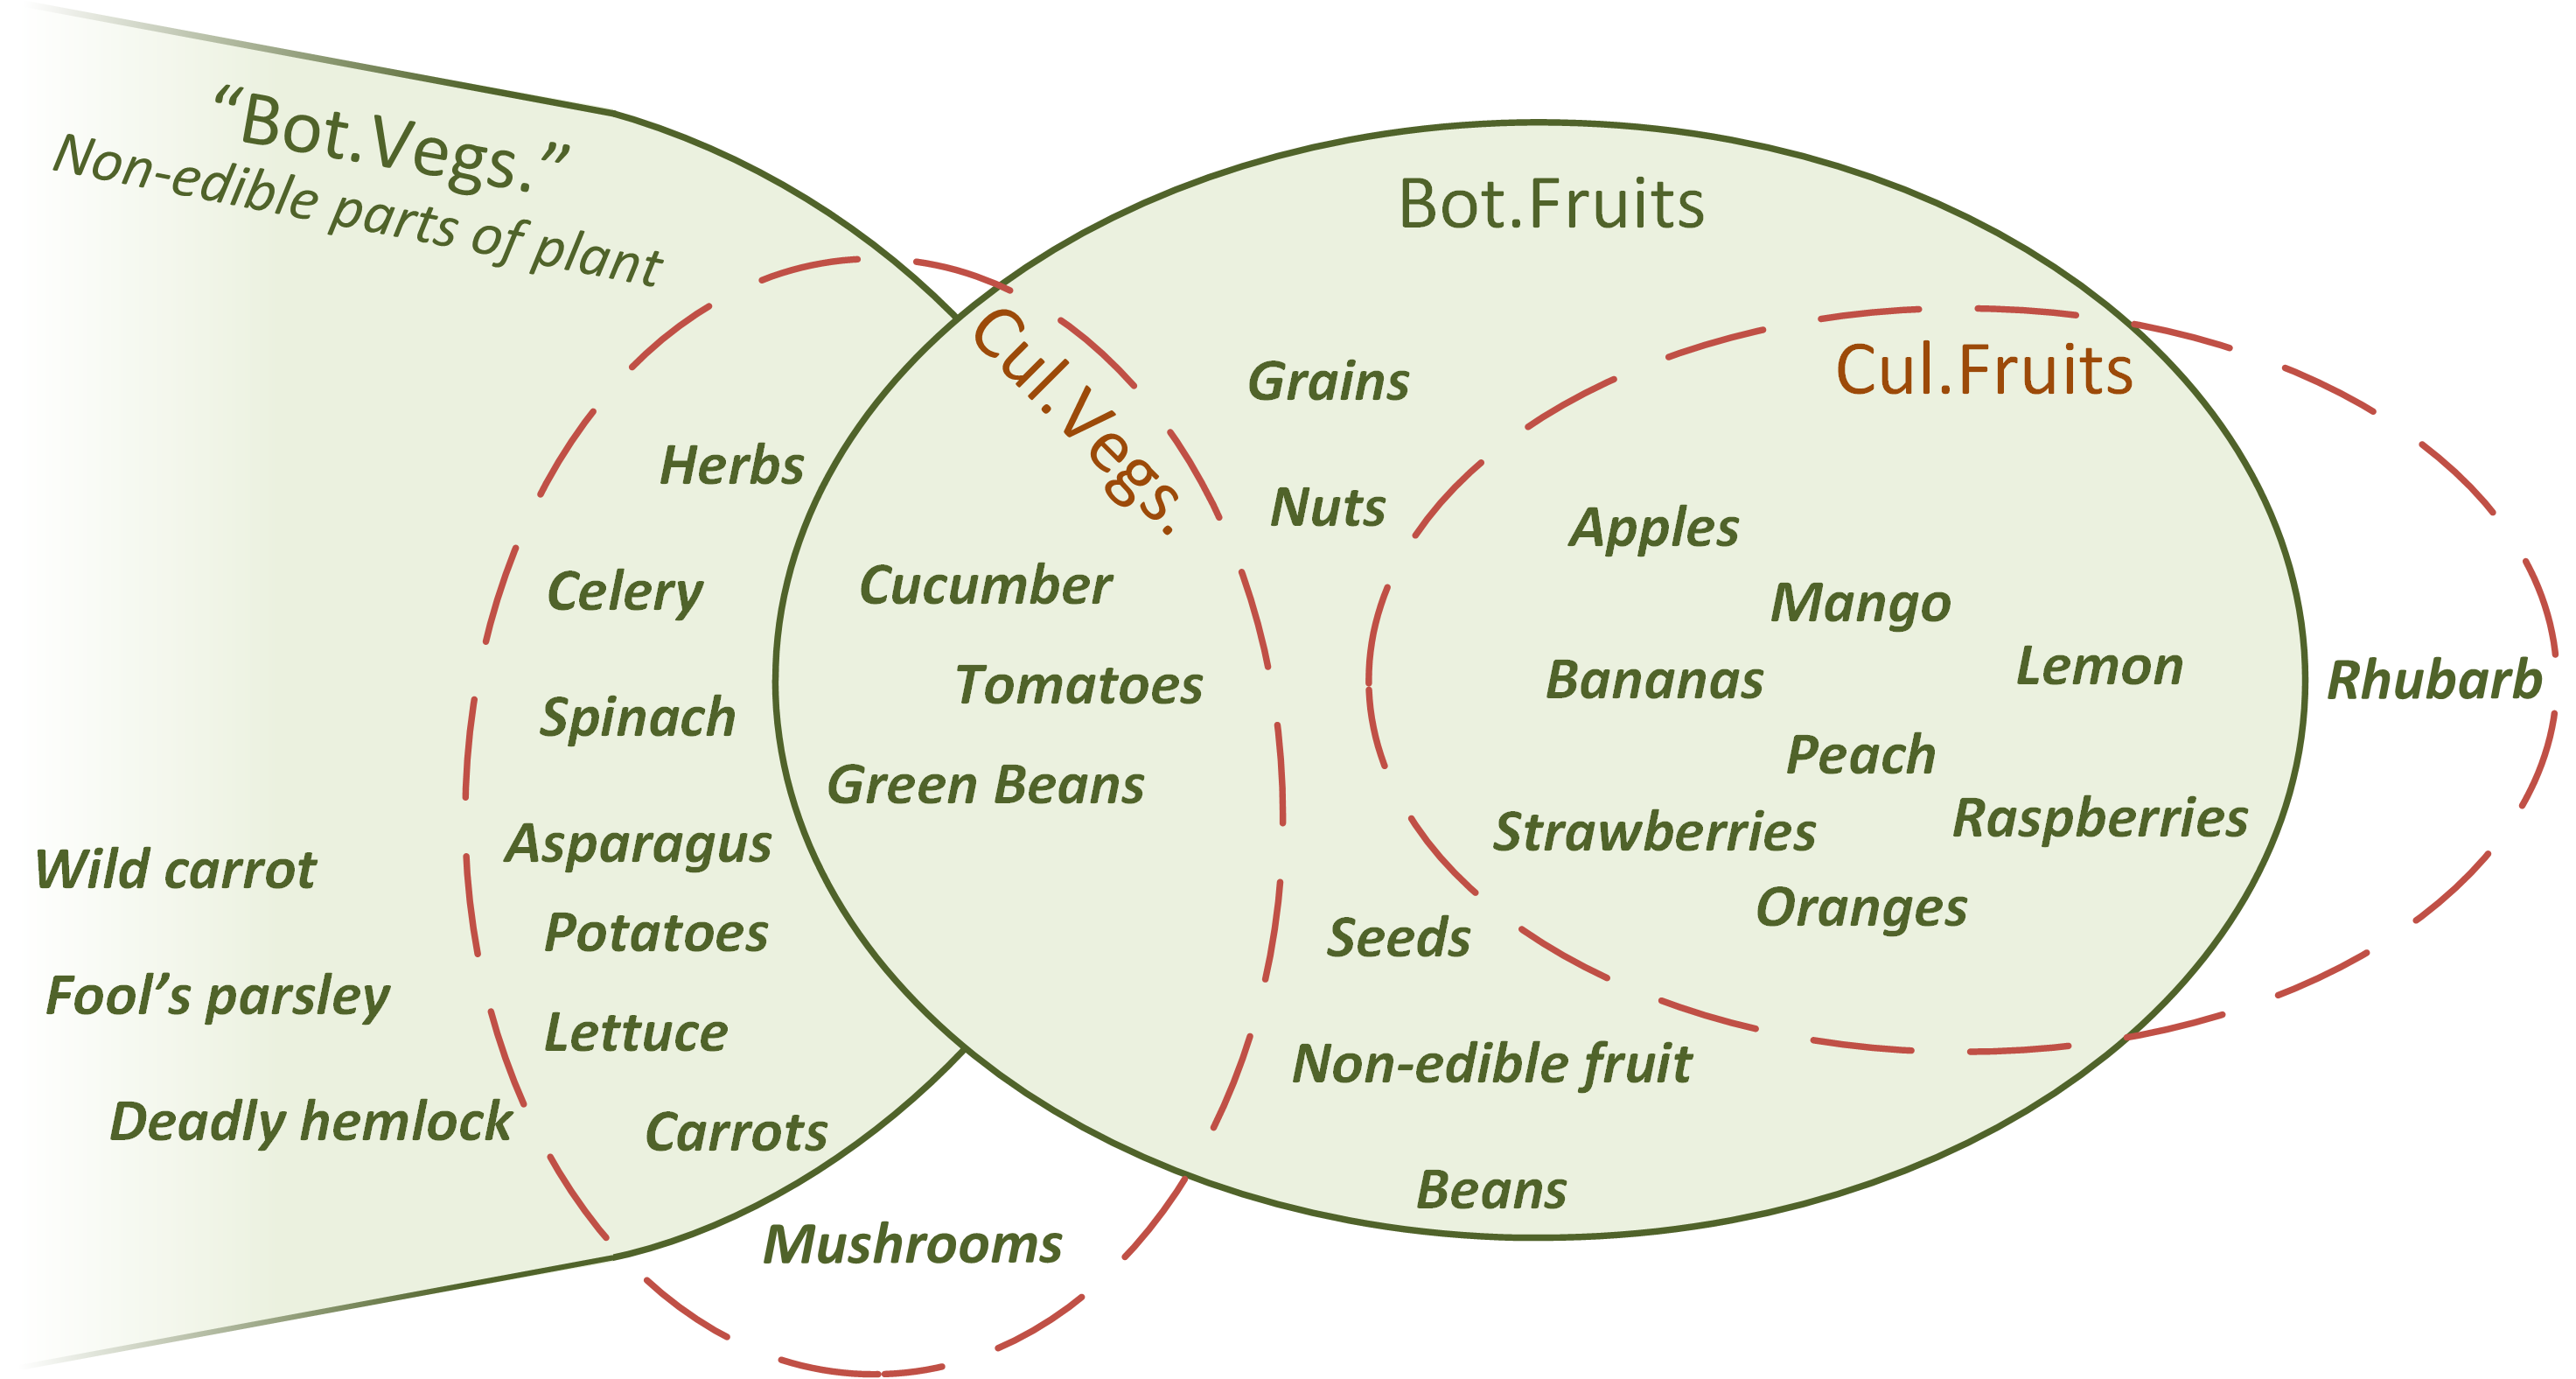 “Bot.Vegs.”
Non-edible parts of plant
Bot.Fruits
Cul.Vegs.
Cul.Fruits
Herbs
Celery
Spinach
Asparagus
Potatoes
Lettuce
Carrots
Wild carrot
Fool’s parsley
Deadly hemlock
Mushrooms
Cucumber
Tomatoes
Green Beans
Grains
Nuts
Seeds
Non-edible fruit
Beans
Apples
Mango
Bananas
Lemon
Peach
Strawberries
Raspberries
Oranges
Rhubarb